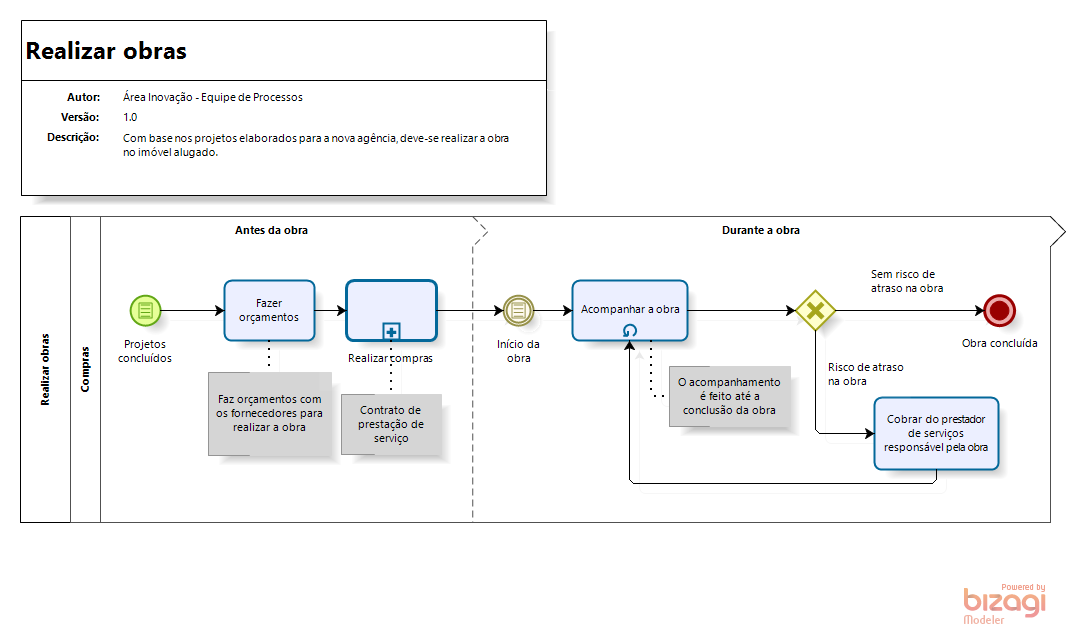 Realizar obras
Autor: Área Inovação - Equipe de Processos
Versão: 1.0
Descrição: Com base nos projetos elaborados para a nova agência, deve-se realizar a obra
no imóvel alugado.
Realizar obras
Compras
Antes da obra
Durante a obra
Projetos
concluídos
Fazer
orçamentos
Realizar compras
Faz orçamentos com
os fornecedores para
realizar a obra
Contrato de
prestação de
serviço
Início da
obra
Acompanhar a obra
O acompanhamento
é feito até a
conclusão da obra
Sem risco de
atraso na obra
Obra concluída
Risco de atraso
na obra
Cobrar do prestador
de serviços
responsável pela obra
Powered by
bizagi
Modeler